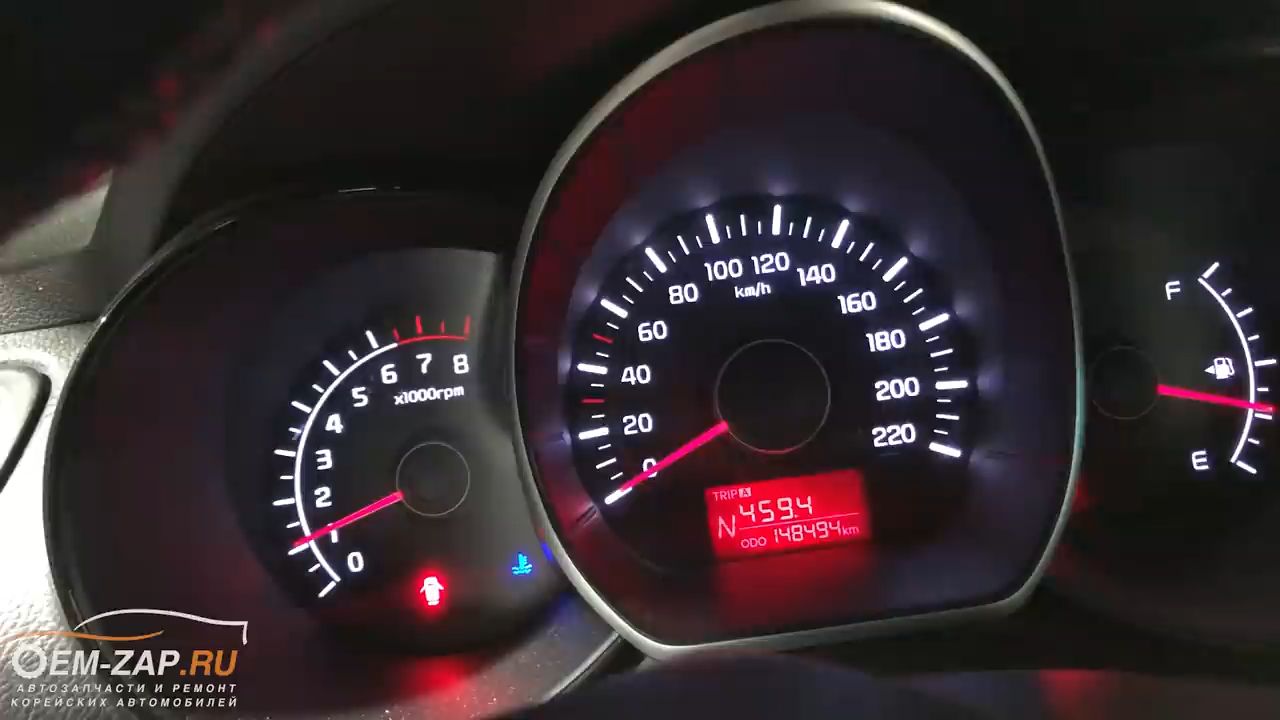 0
1
2
3
4
5
6
7
8
x1000rpm
0
20
40
60
80
100
120
140
160
180
200
220
km/h
TRIP A
N 459.4
ODO 148494 km
F
E
OEM-ZAP.RU
АВТОЗАПЧАСТИ И РЕМОНТ
КОРЕЙСКИХ АВТОМОБИЛЕЙ